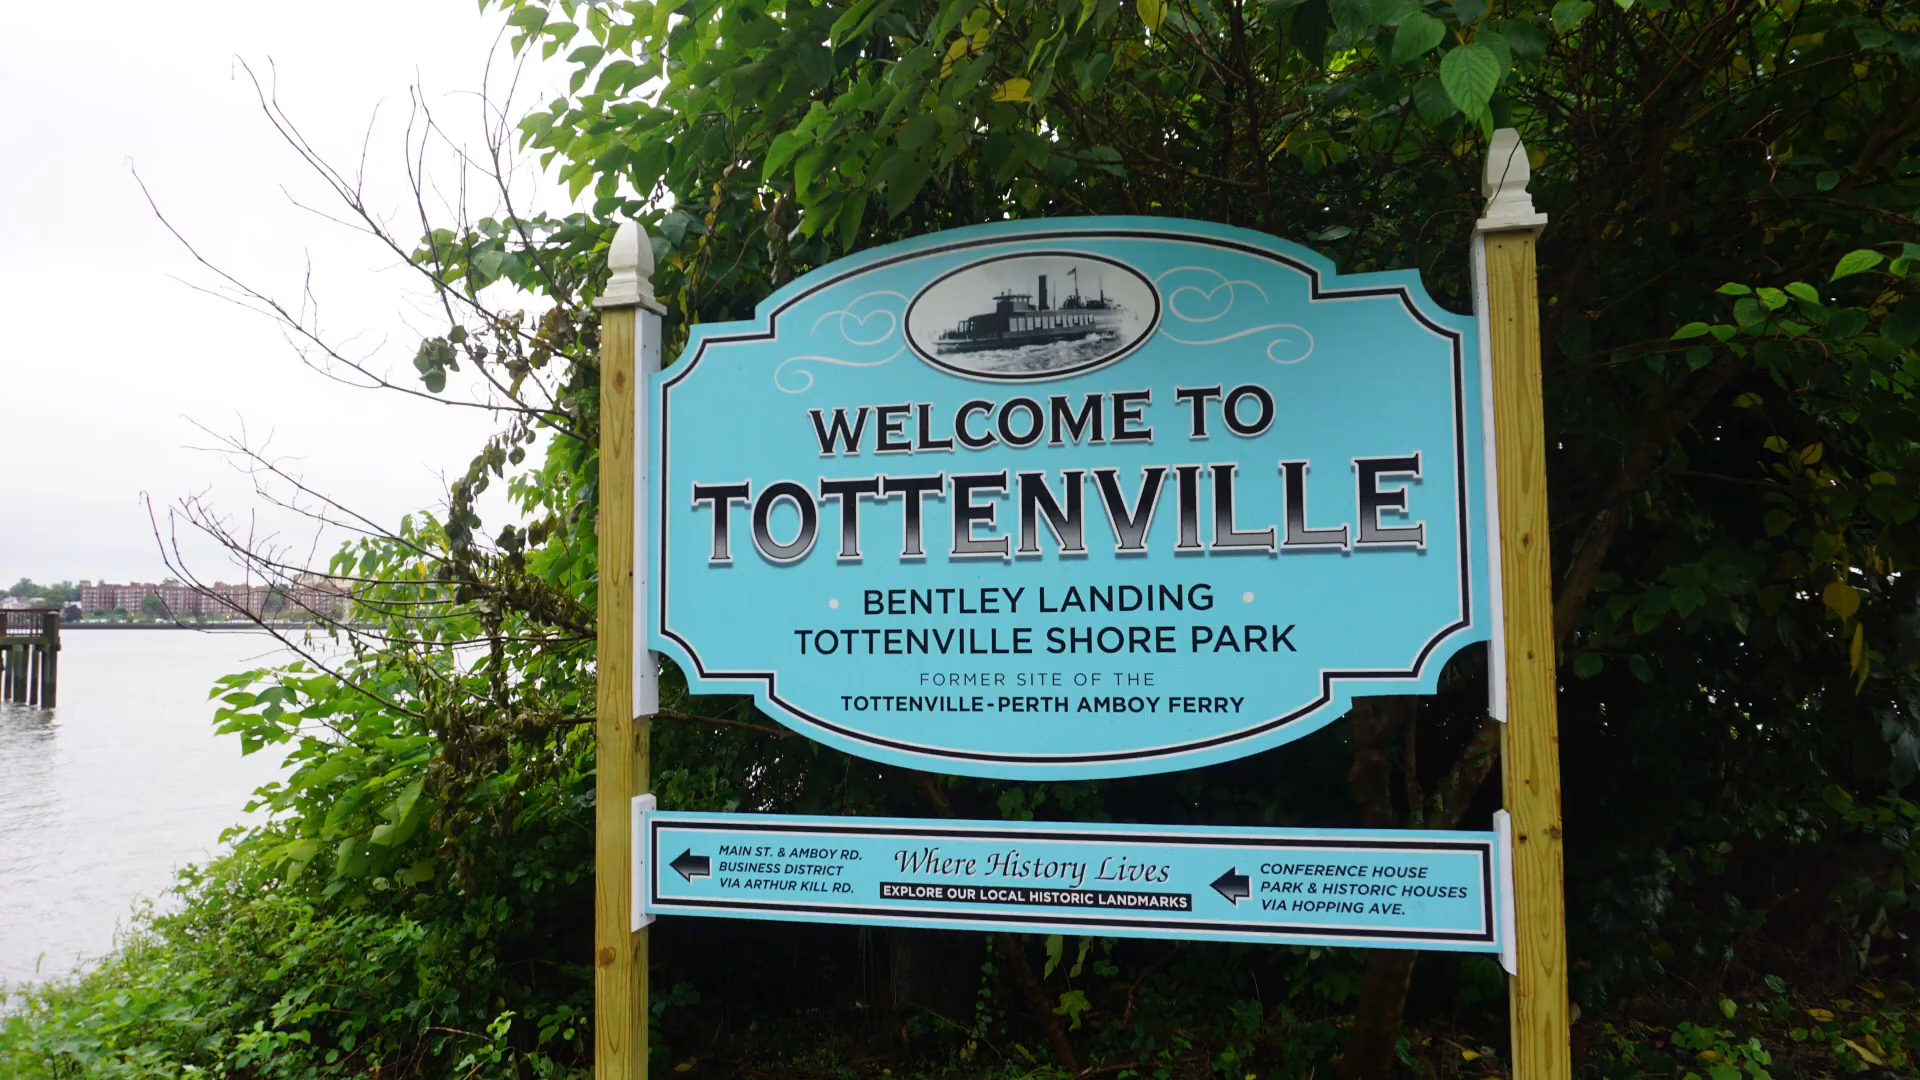 WELCOME TO
TOTTENVILLE
BENTLEY LANDING
TOTTENVILLE SHORE PARK
FORMER SITE OF THE
TOTTENVILLE-PERTH AMBOY FERRY
MAIN ST. & AMBOY RD.
BUSINESS DISTRICT
VIA ARTHUR KILL RD.
Where History Lives
EXPLORE OUR LOCAL HISTORIC LANDMARKS
CONFERENCE HOUSE
PARK & HISTORIC HOUSES
VIA HOPPING AVE.